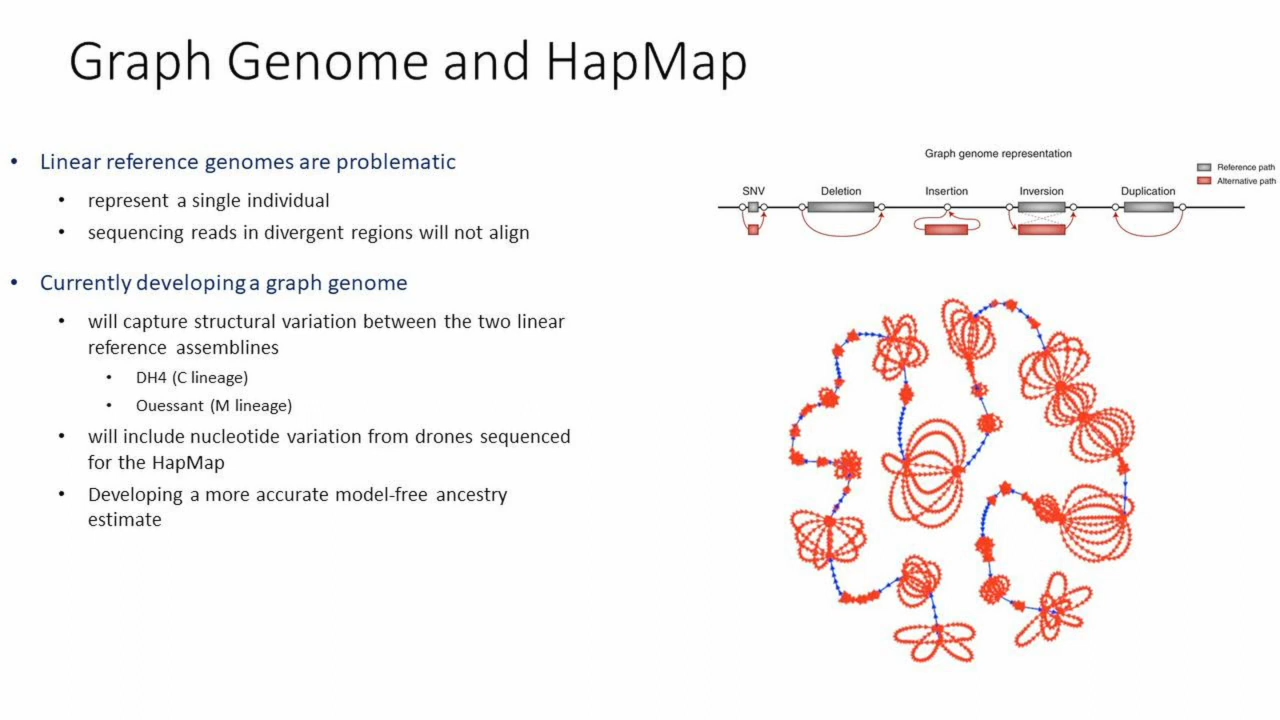 Graph Genome and HapMap
• Linear reference genomes are problematic
• represent a single individual
• sequencing reads in divergent regions will not align
• Currently developing a graph genome
• will capture structural variation between the two linear
reference assemblines
• DH4 (C lineage)
• Ouessant (M lineage)
• will include nucleotide variation from drones sequenced
for the HapMap
• Developing a more accurate model-free ancestry
estimate
Graph genome representation
Reference path
Alternative path
SNV Deletion Insertion Inversion Duplication